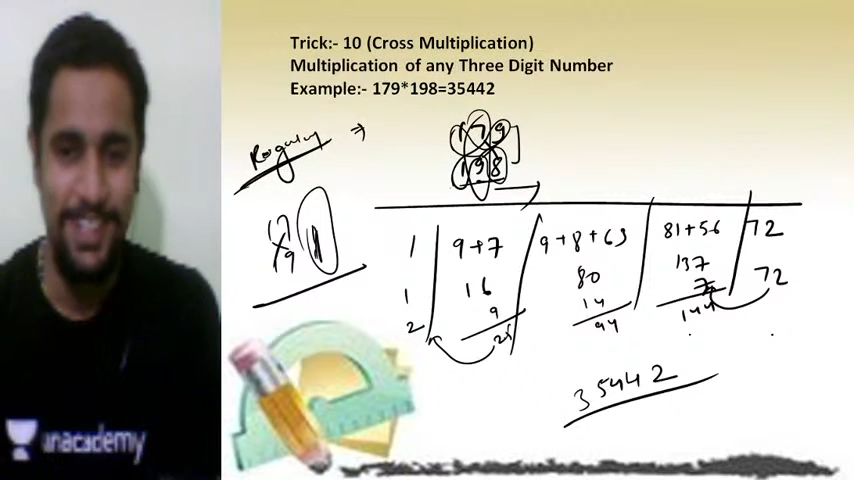 Trick:- 10 (Cross Multiplication)
Multiplication of any Three Digit Number
Example:- 179*198=35442
⇒ 179
198
1 9+7 9+8+63 81+56 72
1 16 80 137 72
2 9 14 7
25 94 144
35442
unacademy